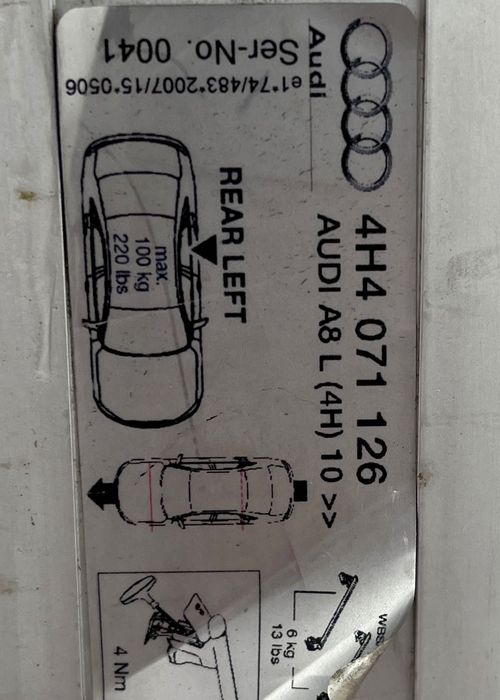 Audi
Ser-No. 0041
e1*74/483*2007/15*0506
4H4 071 126
AUDI A8 L (4H) 10 >>
REAR LEFT
max.
100 kg
220 lbs
6 kg
13 lbs
4 Nm